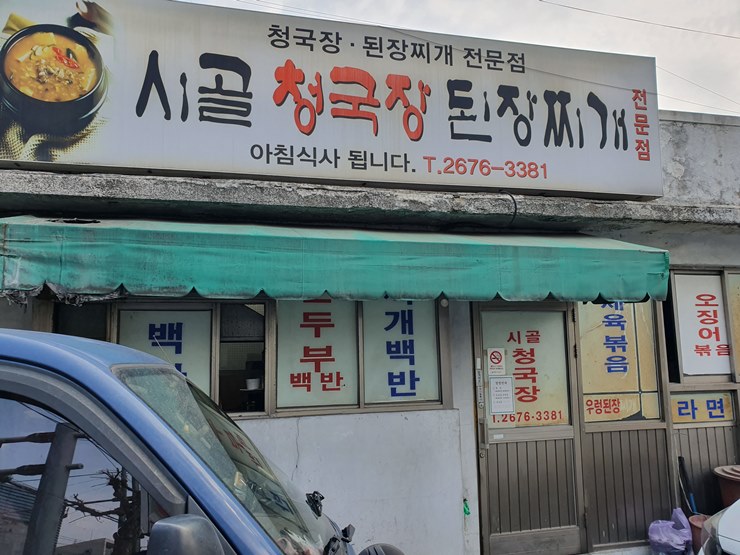 청국장·된장찌개 전문점
시골 청국장 된장찌개 전문점
아침식사 됩니다. T.2676-3381
백
두부
백반
개백반
시골
청국장
T.2676-3381
육볶음
우렁된장
오징어
볶음
라면